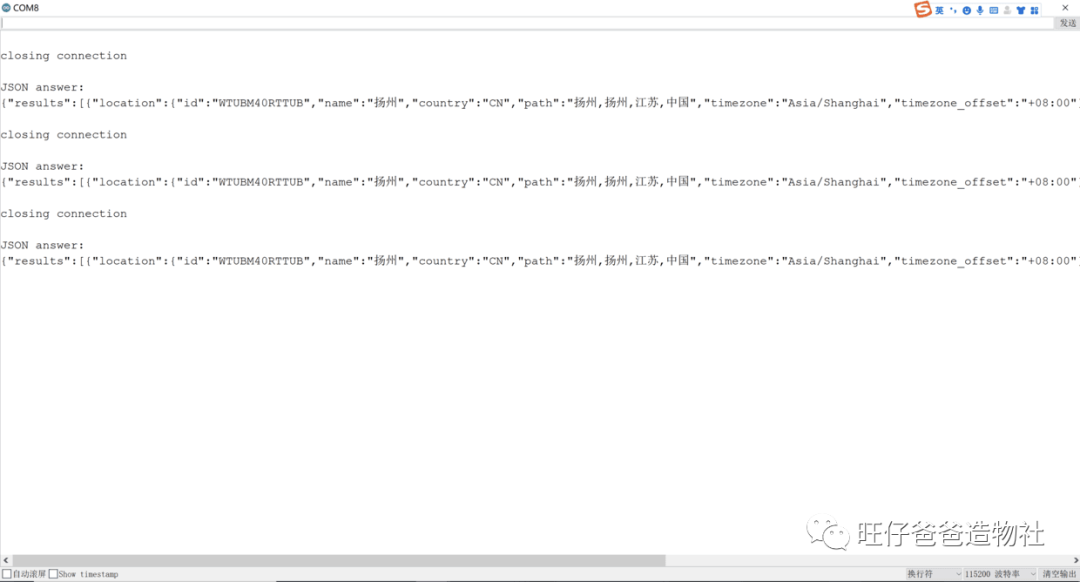 COM8
英
发送
closing connection
JSON answer:
{"results":[{"location":{"id":"WTUBM40RTTUB","name":"扬州","country":"CN","path":"扬州,扬州,江苏,中国","timezone":"Asia/Shanghai","timezone_offset":"+08:00"}
closing connection
JSON answer:
{"results":[{"location":{"id":"WTUBM40RTTUB","name":"扬州","country":"CN","path":"扬州,扬州,江苏,中国","timezone":"Asia/Shanghai","timezone_offset":"+08:00"}
closing connection
JSON answer:
{"results":[{"location":{"id":"WTUBM40RTTUB","name":"扬州","country":"CN","path":"扬州,扬州,江苏,中国","timezone":"Asia/Shanghai","timezone_offset":"+08:00"}
旺仔爸爸造物社
自动滚屏 Show timestamp 换行符 115200 波特率 清空输出